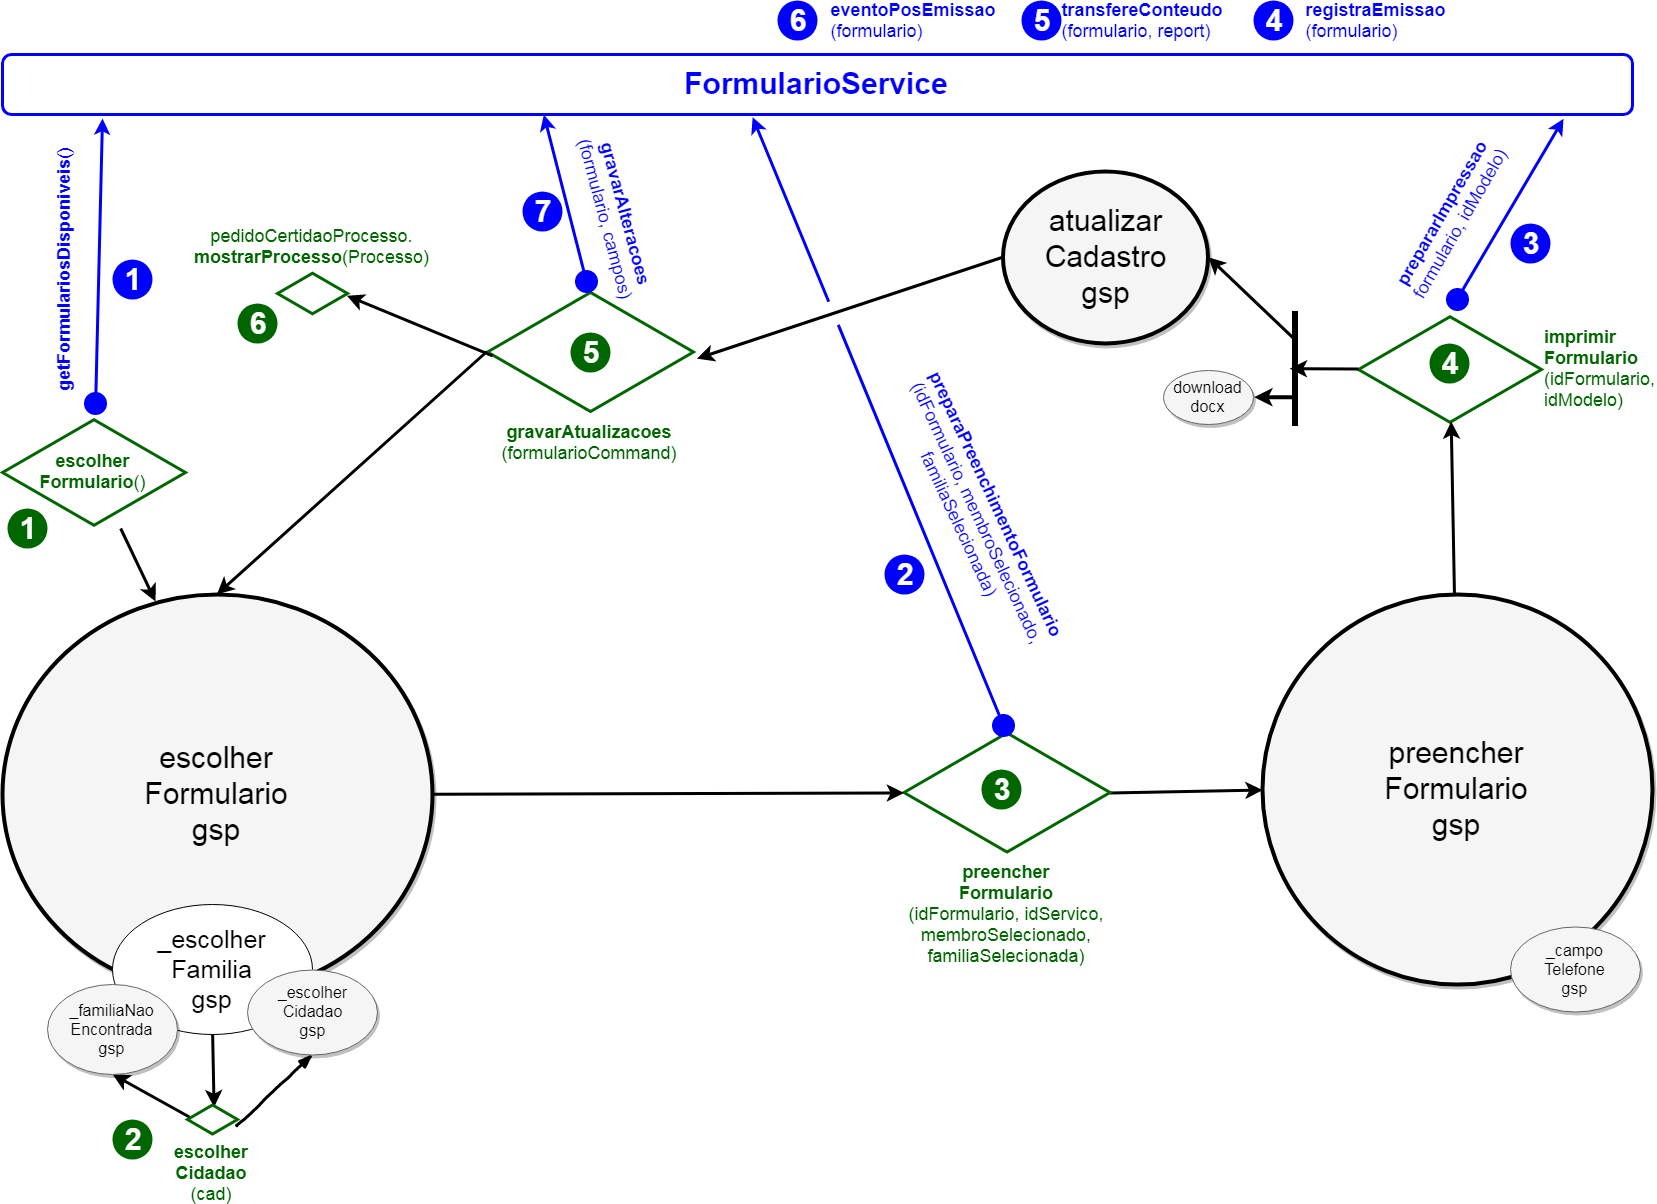 6
eventoPosEmissao
(formulario)
5
transfereConteudo
(formulario, report)
4
registraEmissao
(formulario)
FormularioService
getFormulariosDisponiveis()
1
pedidoCertidaoProcesso.
mostrarProcesso(Processo)
6
gravarAlteracoes
(formulario, campos)
7
5
gravarAtualizacoes
(formularioCommand)
atualizar
Cadastro
gsp
prepararImpressao
formulario, idModelo)
3
4
imprimir
Formulario
(idFormulario,
idModelo)
download
docx
escolher
Formulario()
1
preparaPreenchimentoFormulario
(idFormulario, membroSelecionado,
familiaSelecionada)
2
escolher
Formulario
gsp
3
preencher
Formulario
(idFormulario, idServico,
membroSelecionado,
familiaSelecionada)
preencher
Formulario
gsp
_campo
Telefone
gsp
_escolher
_Familia
gsp
_familiaNao
Encontrada
gsp
_escolher
Cidadao
gsp
2
escolher
Cidadao
(cad)